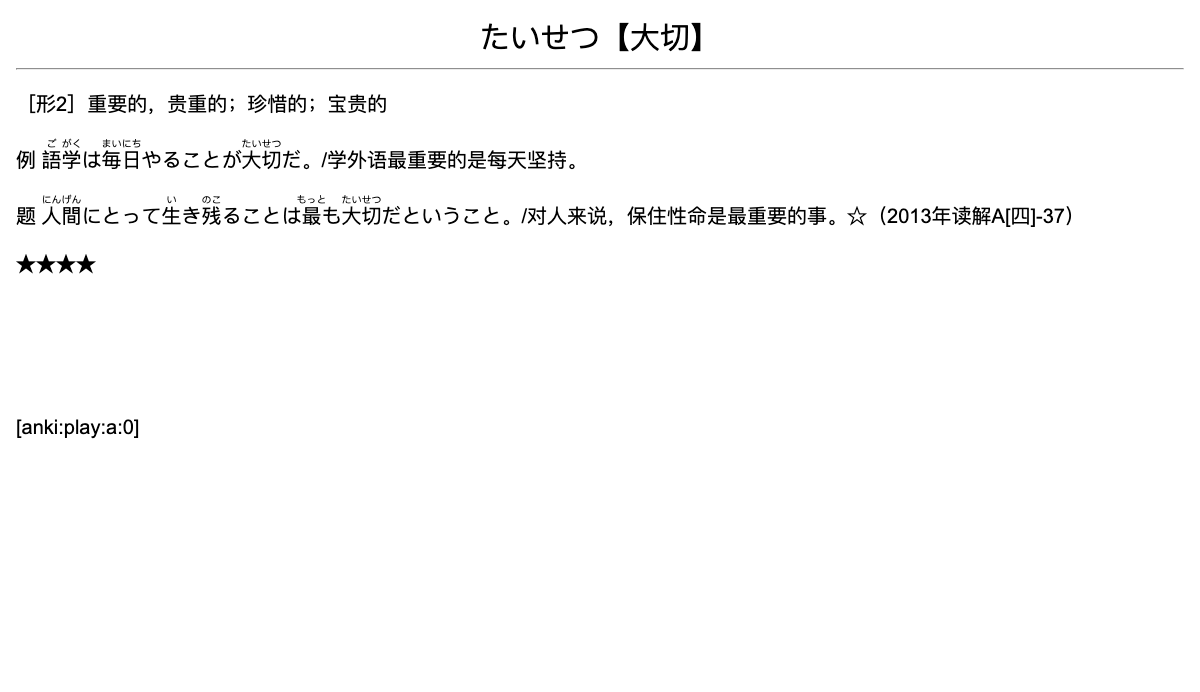 たいせつ【大切】
［形2］重要的，贵重的；珍惜的；宝贵的
ご がく まいにち たいせつ
例 語学は毎日やることが大切だ。/学外语最重要的是每天坚持。
にんげん い のこ もっと たいせつ
题 人間にとって生き残ることは最も大切だということ。/对人来说，保住性命是最重要的事。☆（2013年读解A[四]-37）
★★★★
[anki:play:a:0]